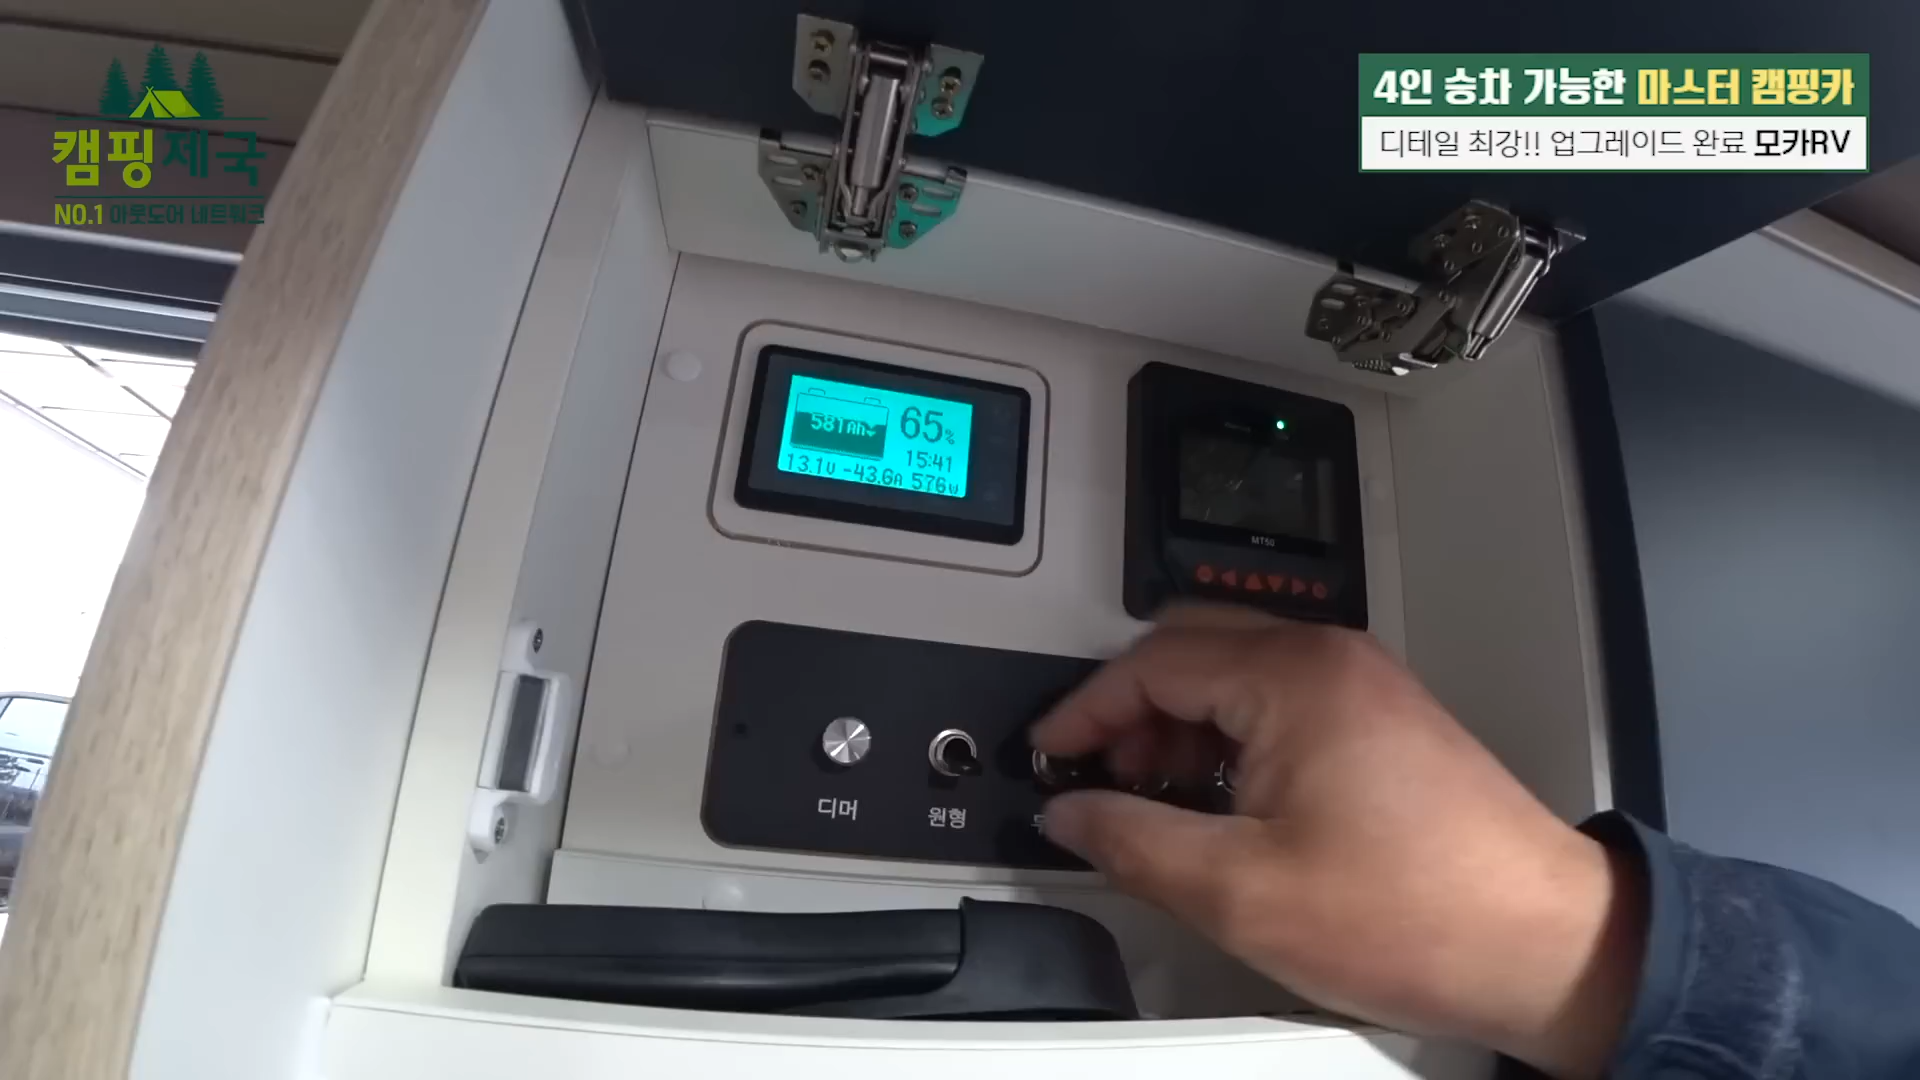 캠핑제국
NO.1 아웃도어 네트워크
4인 승차 가능한 마스터 캠핑카
디테일 최강!! 업그레이드 완료 모카RV
581Ah
65%
15:41
13.1V -43.6A 576W
MT50
디머
원형